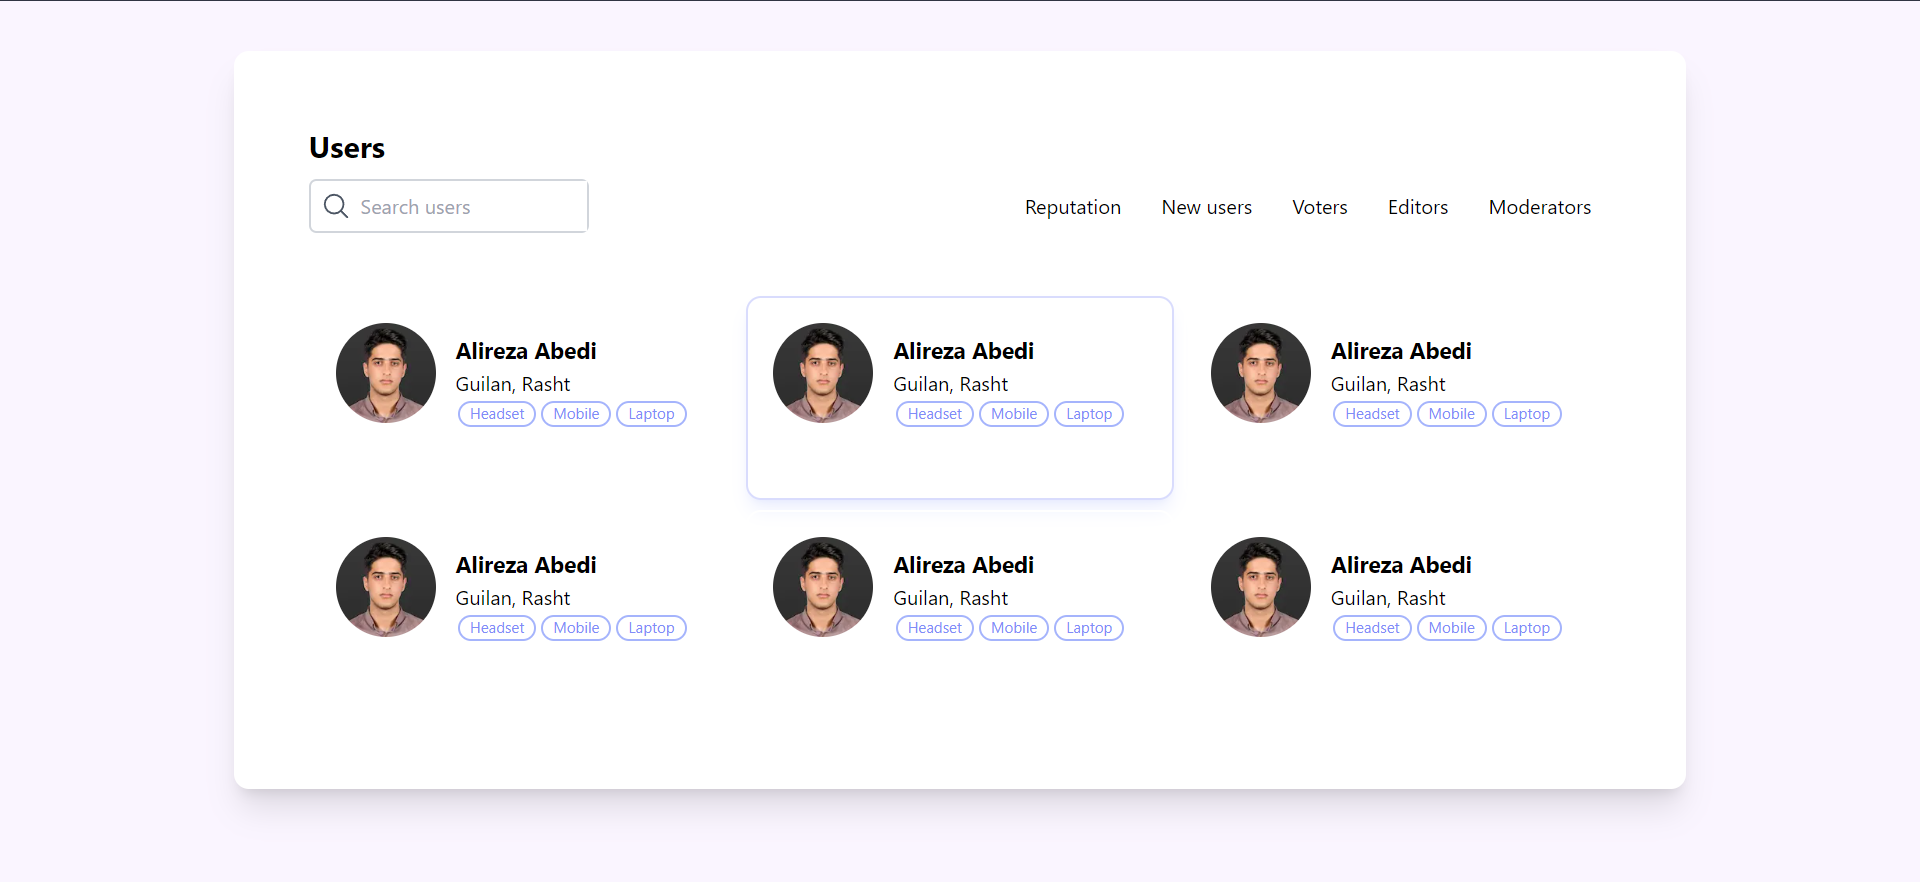 Users
Search users
Reputation New users Voters Editors Moderators
Alireza Abedi Alireza Abedi Alireza Abedi
Guilan, Rasht Guilan, Rasht Guilan, Rasht
Headset Mobile Laptop Headset Mobile Laptop Headset Mobile Laptop
Alireza Abedi Alireza Abedi Alireza Abedi
Guilan, Rasht Guilan, Rasht Guilan, Rasht
Headset Mobile Laptop Headset Mobile Laptop Headset Mobile Laptop